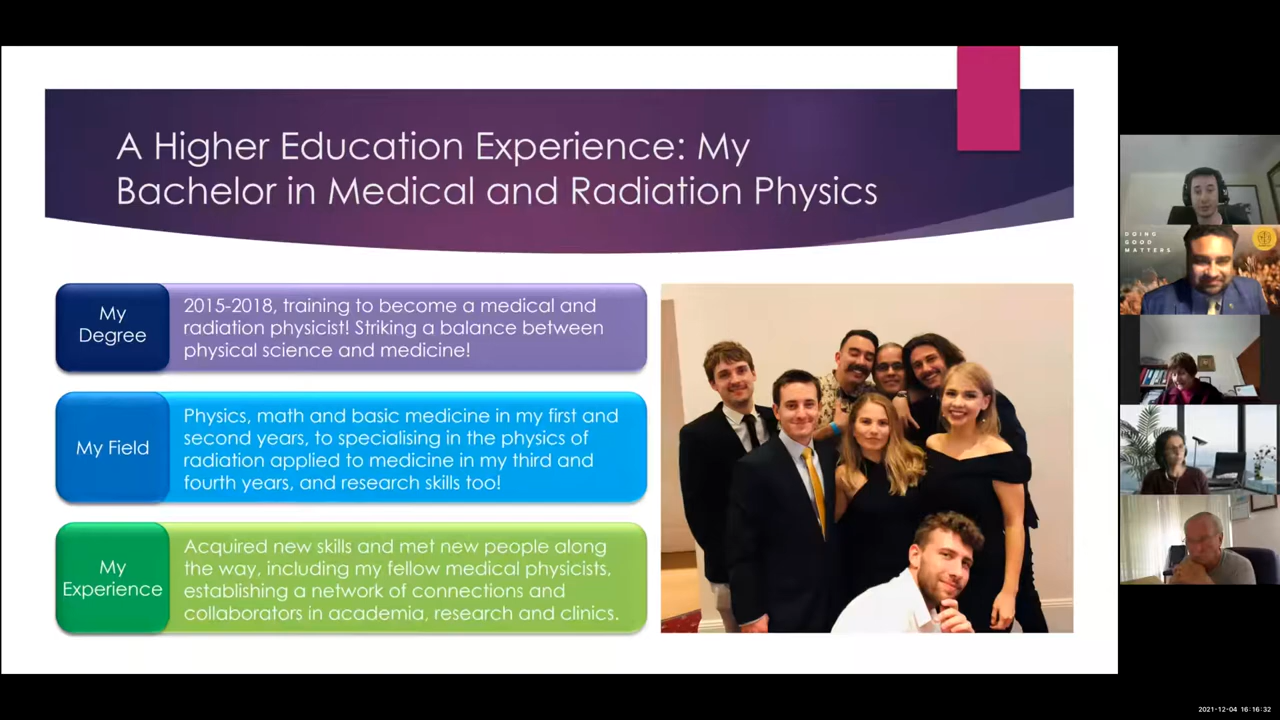 A Higher Education Experience: My
Bachelor in Medical and Radiation Physics
My
Degree
2015-2018, training to become a medical and
radiation physicist! Striking a balance between
physical science and medicine!
My Field
Physics, math and basic medicine in my first and
second years, to specialising in the physics of
radiation applied to medicine in my third and
fourth years, and research skills too!
My
Experience
Acquired new skills and met new people along
the way, including my fellow medical physicists,
establishing a network of connections and
collaborators in academia, research and clinics.
DOING
GOOD
MATTERS
2021-12-04 16:16:32